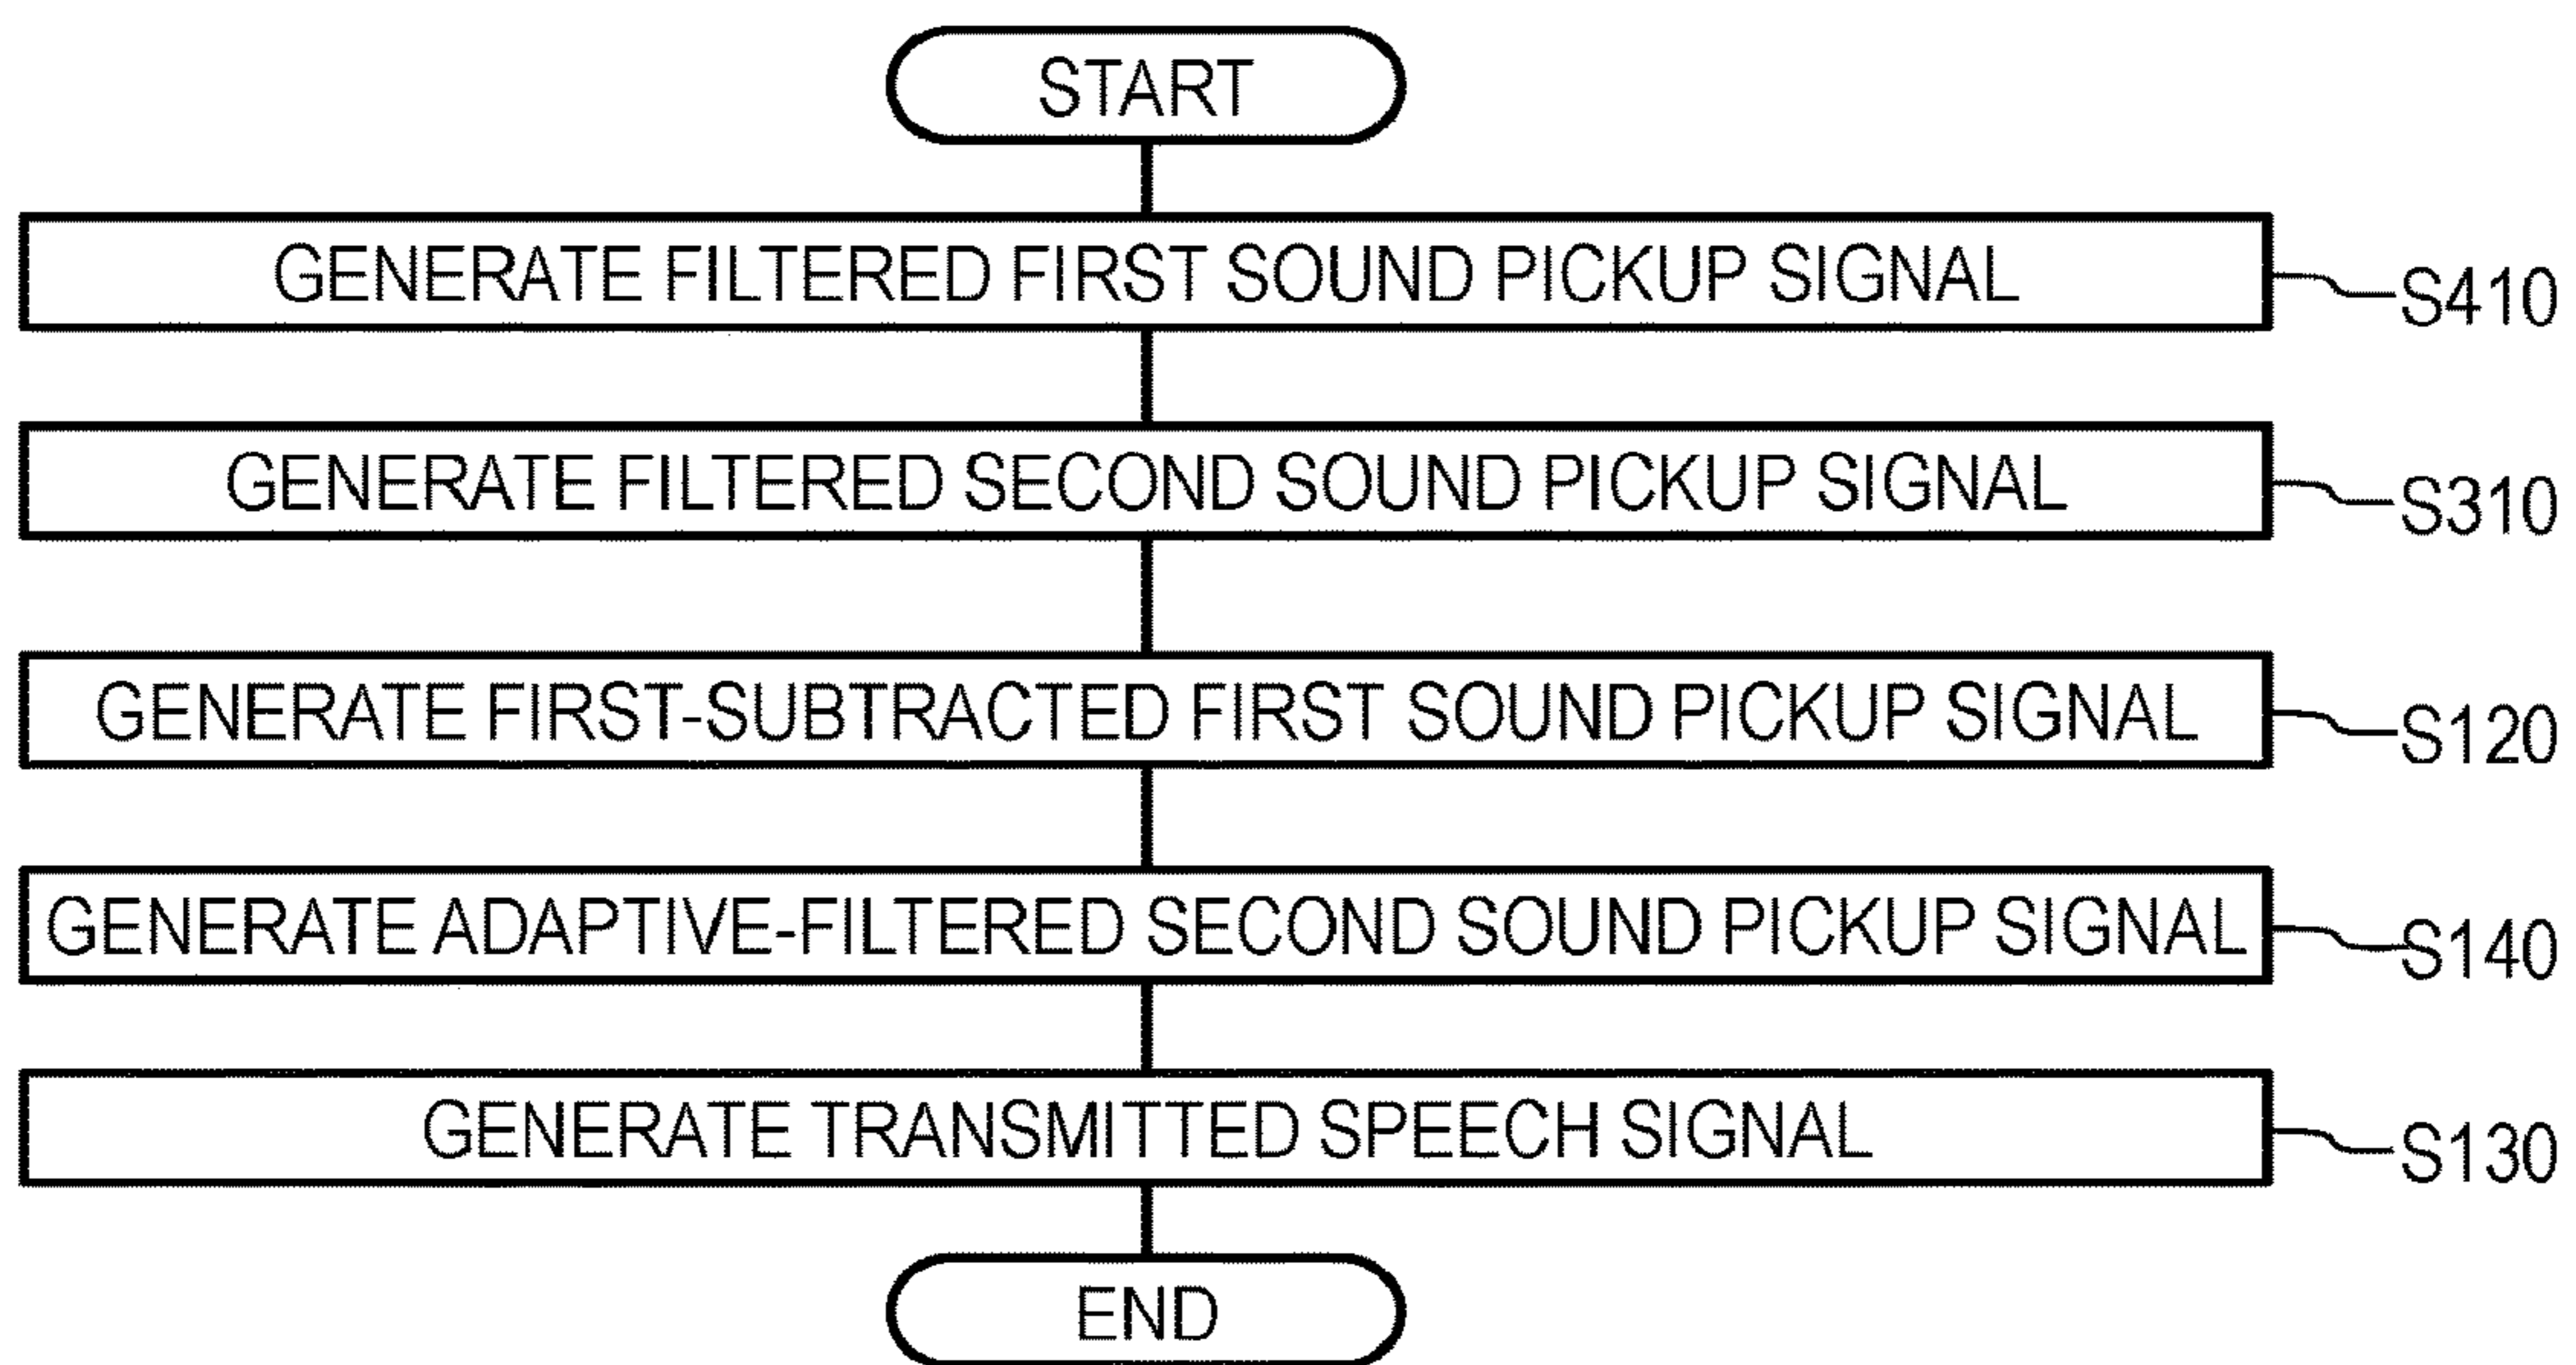 START
GENERATE FILTERED FIRST SOUND PICKUP SIGNAL
S410
GENERATE FILTERED SECOND SOUND PICKUP SIGNAL
S310
GENERATE FIRST-SUBTRACTED FIRST SOUND PICKUP SIGNAL
S120
GENERATE ADAPTIVE-FILTERED SECOND SOUND PICKUP SIGNAL
S140
GENERATE TRANSMITTED SPEECH SIGNAL
S130
END